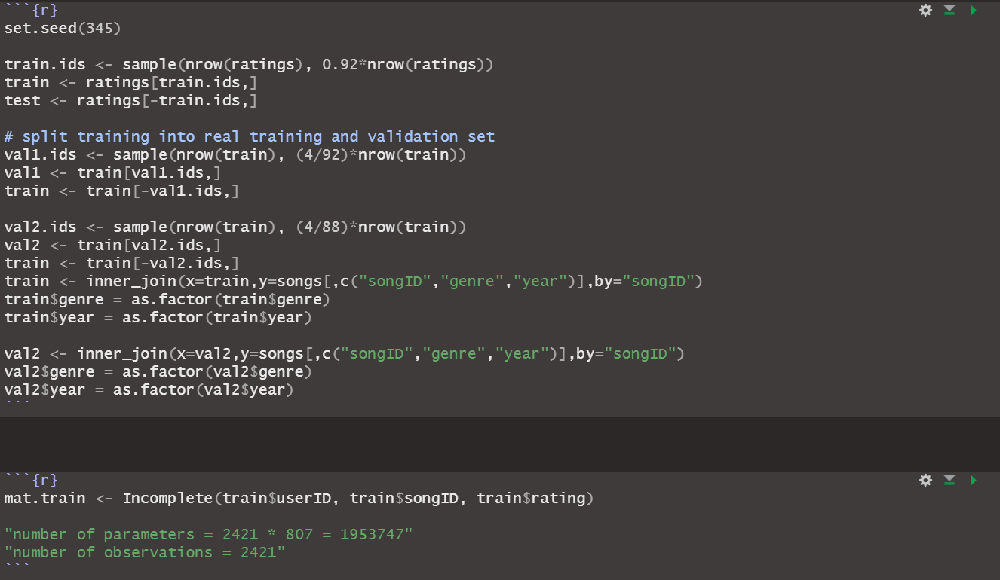 ```{r}
set.seed(345)
train.ids <- sample(nrow(ratings), 0.92*nrow(ratings))
train <- ratings[train.ids,]
test <- ratings[-train.ids,]
# split training into real training and validation set
val1.ids <- sample(nrow(train), (4/92)*nrow(train))
val1 <- train[val1.ids,]
train <- train[-val1.ids,]
val2.ids <- sample(nrow(train), (4/88)*nrow(train))
val2 <- train[val2.ids,]
train <- train[-val2.ids,]
train <- inner_join(x=train,y=songs[,c("songID","genre","year")],by="songID")
train$genre = as.factor(train$genre)
train$year = as.factor(train$year)
val2 <- inner_join(x=val2,y=songs[,c("songID","genre","year")],by="songID")
val2$genre = as.factor(val2$genre)
val2$year = as.factor(val2$year)
```
```{r}
mat.train <- Incomplete(train$userID, train$songID, train$rating)
"number of parameters = 2421 * 807 = 1953747"
"number of observations = 2421"
```